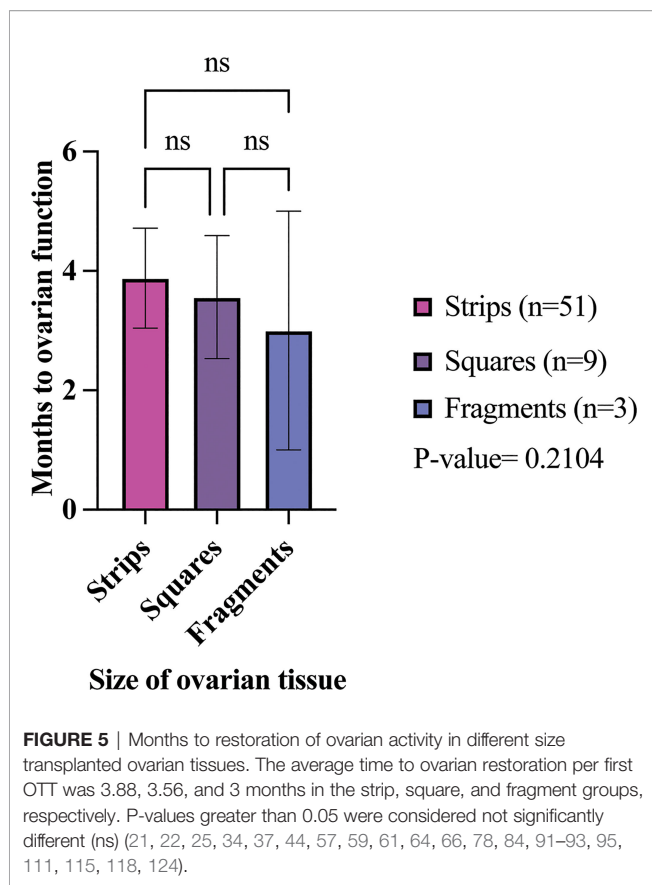 ns
ns ns
6
4
2
0
Months to ovarian function
Strips (n=51)
Squares (n=9)
Fragments (n=3)
P-value= 0.2104
Strips
Squares
Fragments
Size of ovarian tissue
FIGURE 5 | Months to restoration of ovarian activity in different size
transplanted ovarian tissues. The average time to ovarian restoration per first
OTT was 3.88, 3.56, and 3 months in the strip, square, and fragment groups,
respectively. P-values greater than 0.05 were considered not significantly
different (ns) (21, 22, 25, 34, 37, 44, 57, 59, 61, 64, 66, 78, 84, 91–93, 95,
111, 115, 118, 124).